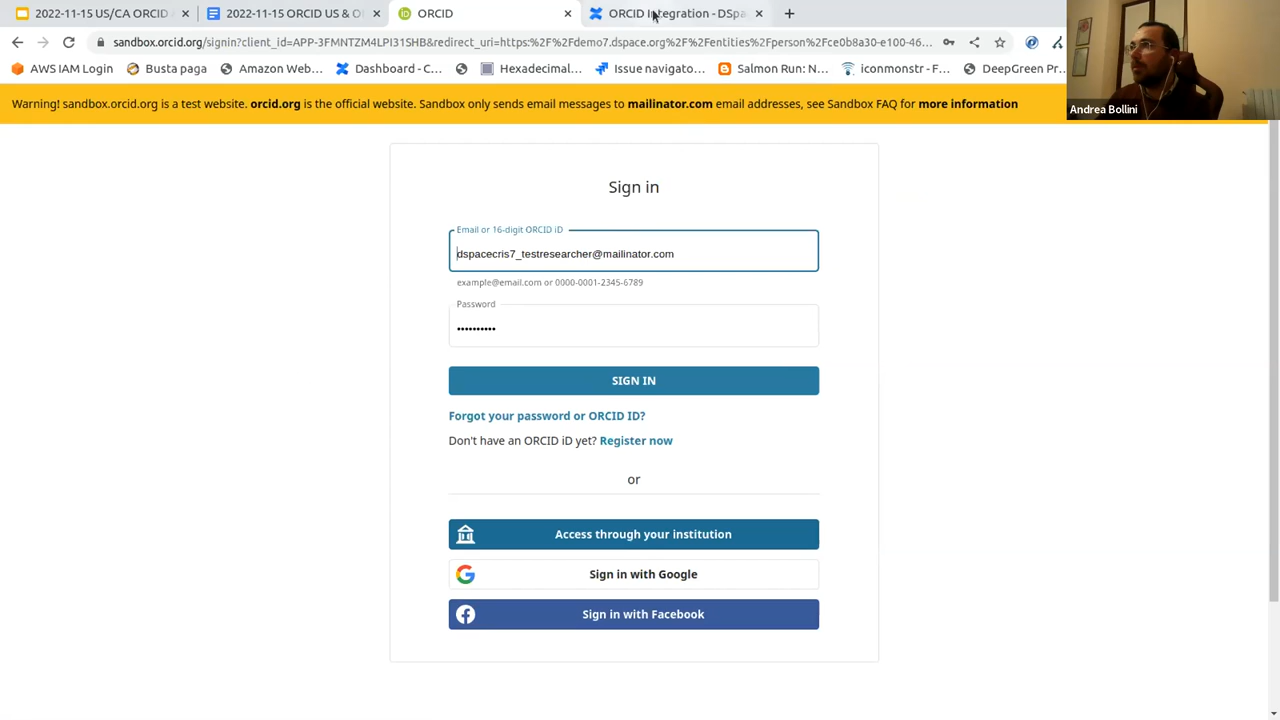 2022-11-15 US/CA ORCID
2022-11-15 ORCID US & O
ORCID
ORCID Integration - DSpa
sandbox.orcid.org/signin?client_id=APP-3FMNTZM4LPI31SHB&redirect_uri=https:%2F%2Fdemo7.dspace.org%2F%2Fentities%2Fperson%2Fce0b8a30-e100-46...
AWS IAM Login
Busta paga
Amazon Web...
Dashboard - C...
Hexadecimal...
Issue navigato...
Salmon Run: N...
iconmonstr - F...
DeepGreen Pr...
Andrea Bollini
Warning! sandbox.orcid.org is a test website. orcid.org is the official website. Sandbox only sends email messages to mailinator.com email addresses, see Sandbox FAQ for more information
Sign in
Email or 16-digit ORCID iD
dspacecris7_testresearcher@mailinator.com
example@email.com or 0000-0001-2345-6789
Password
••••••••••
SIGN IN
Forgot your password or ORCID ID?
Don't have an ORCID iD yet? Register now
or
Access through your institution
Sign in with Google
Sign in with Facebook